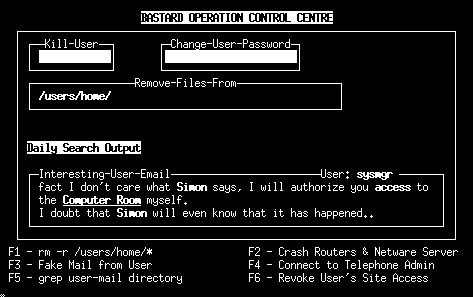 BASTARD OPERATION CONTROL CENTRE
Kill-User
Change-User-Password
Remove-Files-From
/users/home/
Daily Search Output
Interesting-User-Email User: sysmgr
fact I don't care what Simon says, I will authorize you access to
the Computer Room myself.
I doubt that Simon will even know that it has happened..
F1 - rm -r /users/home/* F2 - Crash Routers & Netware Server
F3 - Fake Mail from User F4 - Connect to Telephone Admin
F5 - grep user-mail directory F6 - Revoke User's Site Access